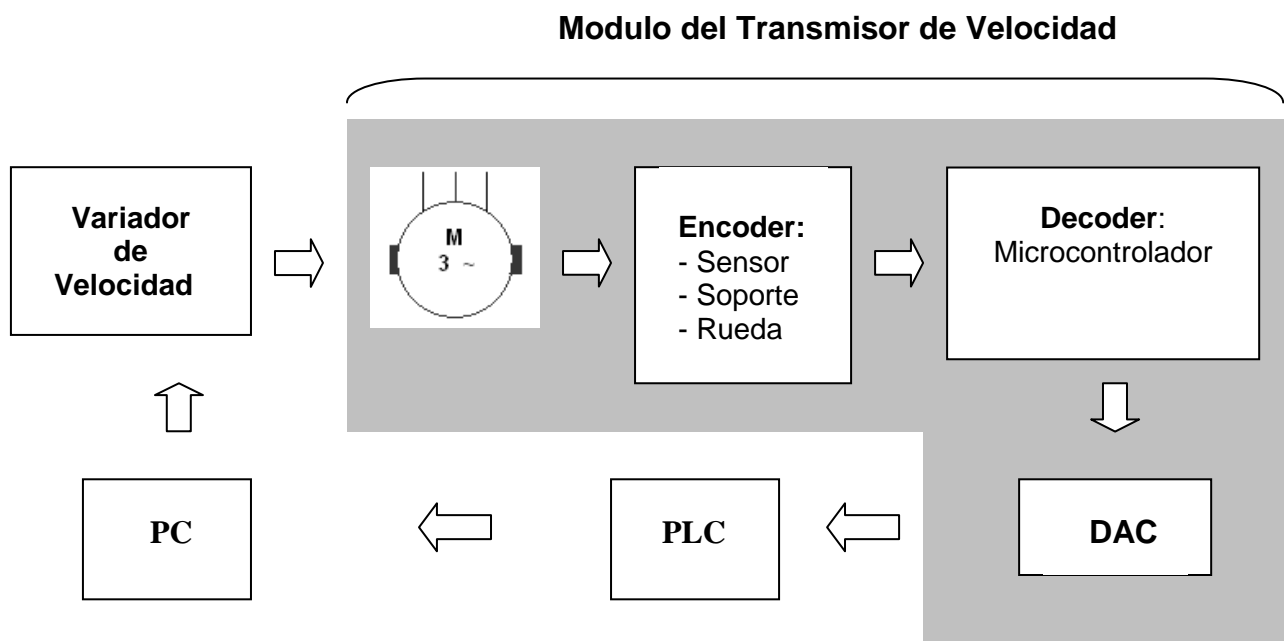 Modulo del Transmisor de Velocidad
Variador
de
Velocidad
M
3 ~
Encoder:
- Sensor
- Soporte
- Rueda
Decoder:
Microcontrolador
PC
PLC
DAC